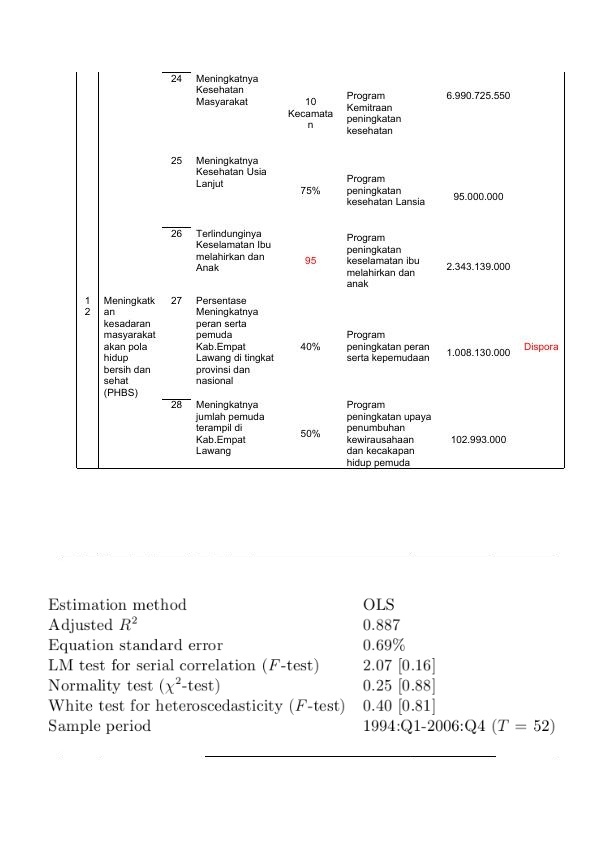 24
Meningkatnya
Kesehatan
Masyarakat
10
Kecamata
n
Program
Kemitraan
peningkatan
kesehatan
6.990.725.550
25
Meningkatnya
Kesehatan Usia
Lanjut
75%
Program
peningkatan
kesehatan Lansia
95.000.000
26
Terlindunginya
Keselamatan Ibu
melahirkan dan
Anak
95
Program
peningkatan
keselamatan ibu
melahirkan dan
anak
2.343.139.000
1
2
Meningkatk
an
kesadaran
masyarakat
akan pola
hidup
bersih dan
sehat
(PHBS)
27
Persentase
Meningkatnya
peran serta
pemuda
Kab.Empat
Lawang di tingkat
provinsi dan
nasional
40%
Program
peningkatan peran
serta kepemudaan
1.008.130.000
Dispora
28
Meningkatnya
jumlah pemuda
terampil di
Kab.Empat
Lawang
50%
Program
peningkatan upaya
penumbuhan
kewirausahaan
dan kecakapan
hidup pemuda
102.993.000
Estimation method OLS
Adjusted R² 0.887
Equation standard error 0.69%
LM test for serial correlation (F-test) 2.07 [0.16]
Normality test (χ²-test) 0.25 [0.88]
White test for heteroscedasticity (F-test) 0.40 [0.81]
Sample period 1994:Q1-2006:Q4 (T = 52)